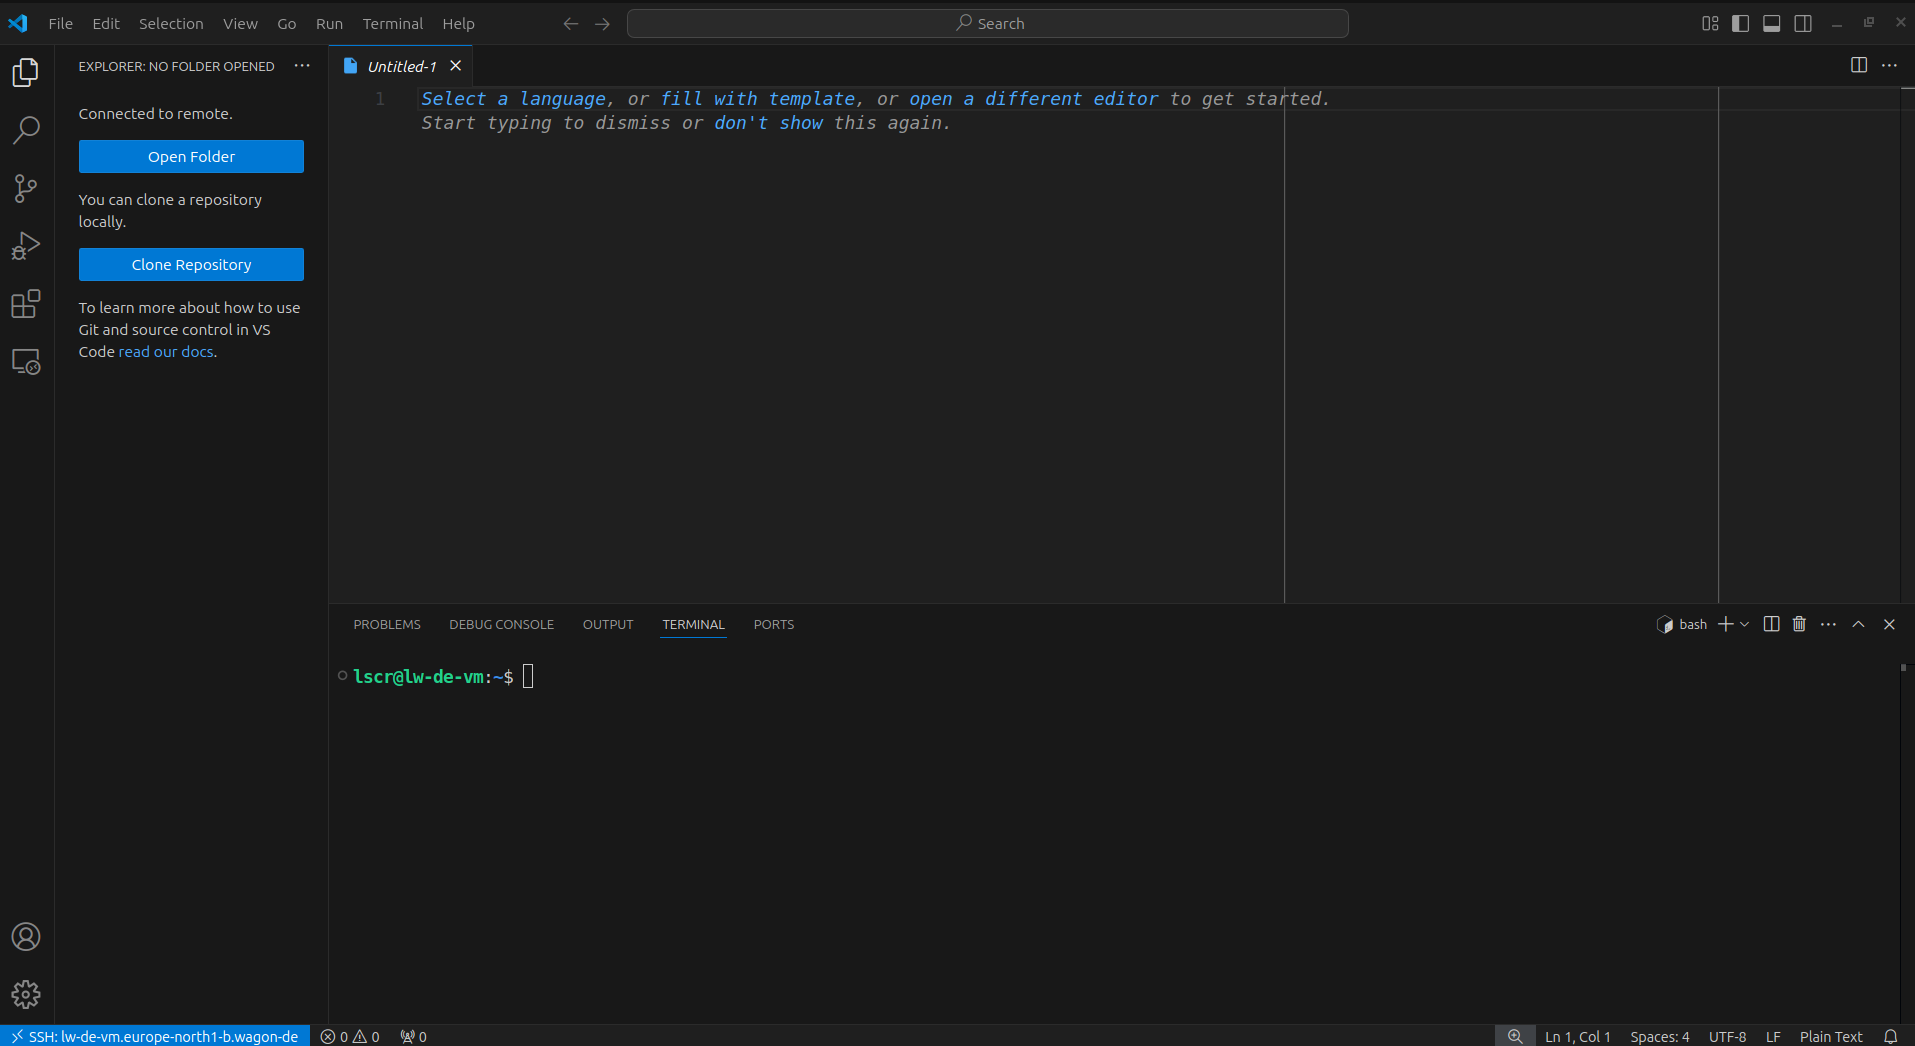 File Edit Selection View Go Run Terminal Help
Search
EXPLORER: NO FOLDER OPENED
Connected to remote.
Open Folder
You can clone a repository
locally.
Clone Repository
To learn more about how to use
Git and source control in VS
Code read our docs.
Untitled-1
1 Select a language, or fill with template, or open a different editor to get started.
Start typing to dismiss or don't show this again.
PROBLEMS DEBUG CONSOLE OUTPUT TERMINAL PORTS
bash
lscr@lw-de-vm:~$
SSH: lw-de-vm.europe-north1-b.wagon-de 0 0 0 Ln 1, Col 1 Spaces: 4 UTF-8 LF Plain Text